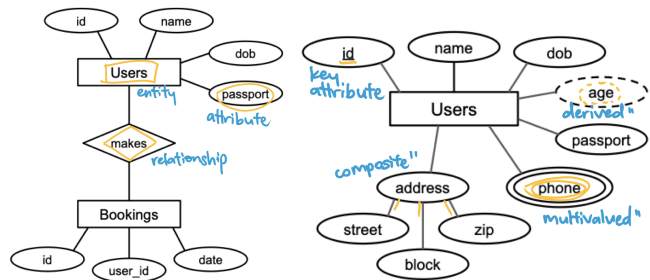 id
name
dob
Users
entity
passport
attribute
makes
relationship
Bookings
id
user_id
date
id
key
attribute
name
dob
age
derived"
Users
passport
composite"
address
phone
multivalued"
street
block
zip